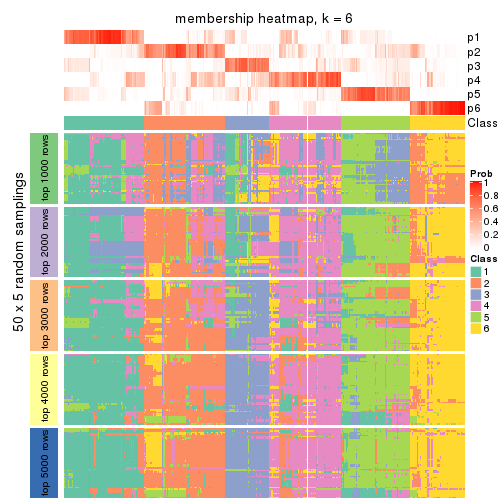 membership heatmap, k = 6
p1
p2
p3
p4
p5
p6
Class
50 x 5 random samplings
top 1000 rows
top 2000 rows
top 3000 rows
top 4000 rows
top 5000 rows
Prob
1
0.8
0.6
0.4
0.2
0
Class
1
2
3
4
5
6